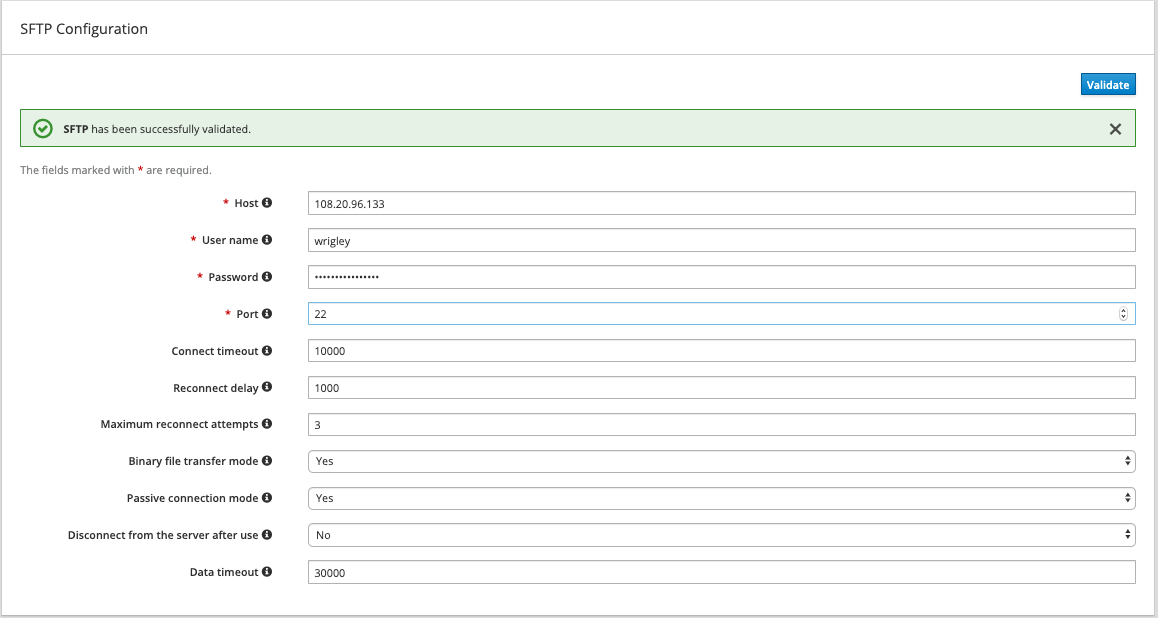 SFTP Configuration
Validate
SFTP has been successfully validated.
The fields marked with * are required.
* Host 108.20.96.133
* User name wrigley
* Password ••••••••••••••••
* Port 22
Connect timeout 10000
Reconnect delay 1000
Maximum reconnect attempts 3
Binary file transfer mode Yes
Passive connection mode Yes
Disconnect from the server after use No
Data timeout 30000